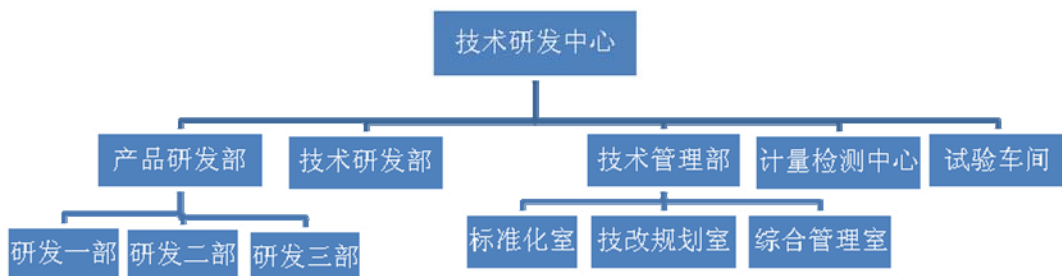 技术研发中心
产品研发部
技术研发部
技术管理部
计量检测中心
试验车间
研发一部
研发二部
研发三部
标准化室
技改规划室
综合管理室